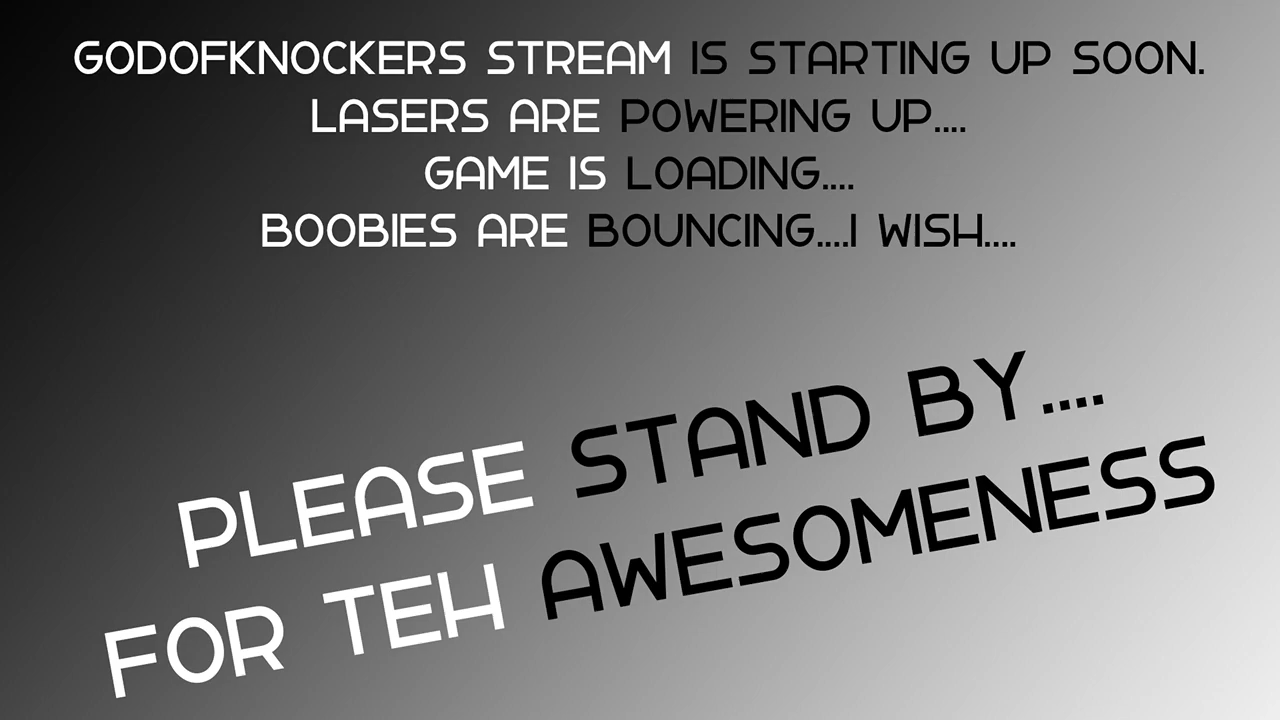 GODOFKNOCKERS STREAM IS STARTING UP SOON.
LASERS ARE POWERING UP....
GAME IS LOADING....
BOOBIES ARE BOUNCING....I WISH....
PLEASE STAND BY....
FOR TEH AWESOMENESS